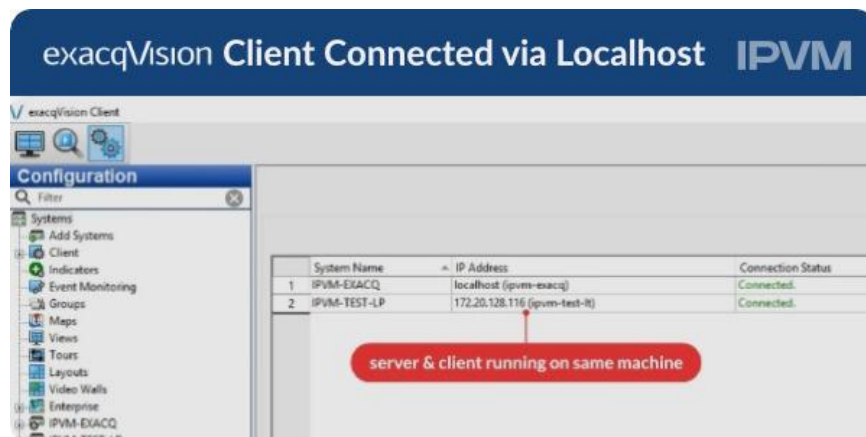 exacqVision Client Connected via Localhost IPVM
exacqVision Client
Configuration
Filter
Systems
Add Systems
Client
Indicators
Event Monitoring
Groups
Maps
Views
Tours
Layouts
Video Walls
Enterprise
IPVM-EXACQ
IPVM-TEST-LP
System Name IP Address Connection Status
1 IPVM-EXACQ localhost (ipvm-exacq) Connected.
2 IPVM-TEST-LP 172.20.128.116 (ipvm-test-lt) Connected.
server & client running on same machine